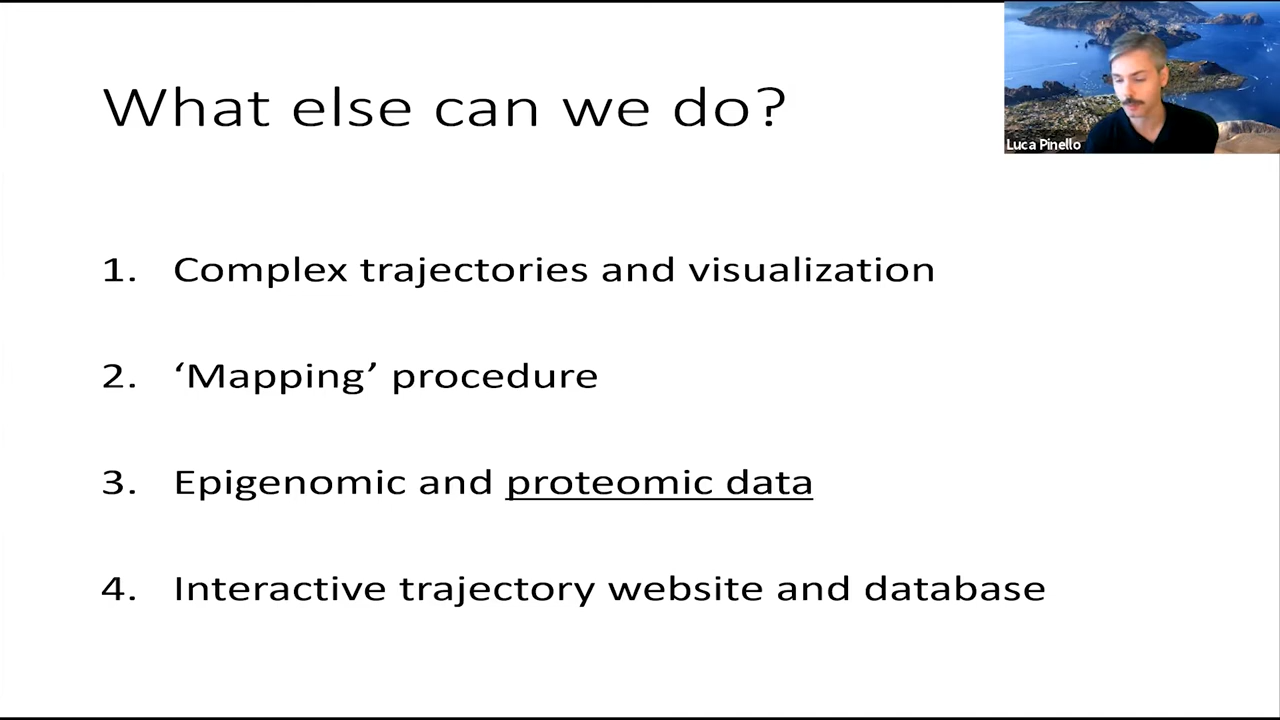 What else can we do?
Luca Pinello
1. Complex trajectories and visualization
2. ‘Mapping’ procedure
3. Epigenomic and proteomic data
4. Interactive trajectory website and database